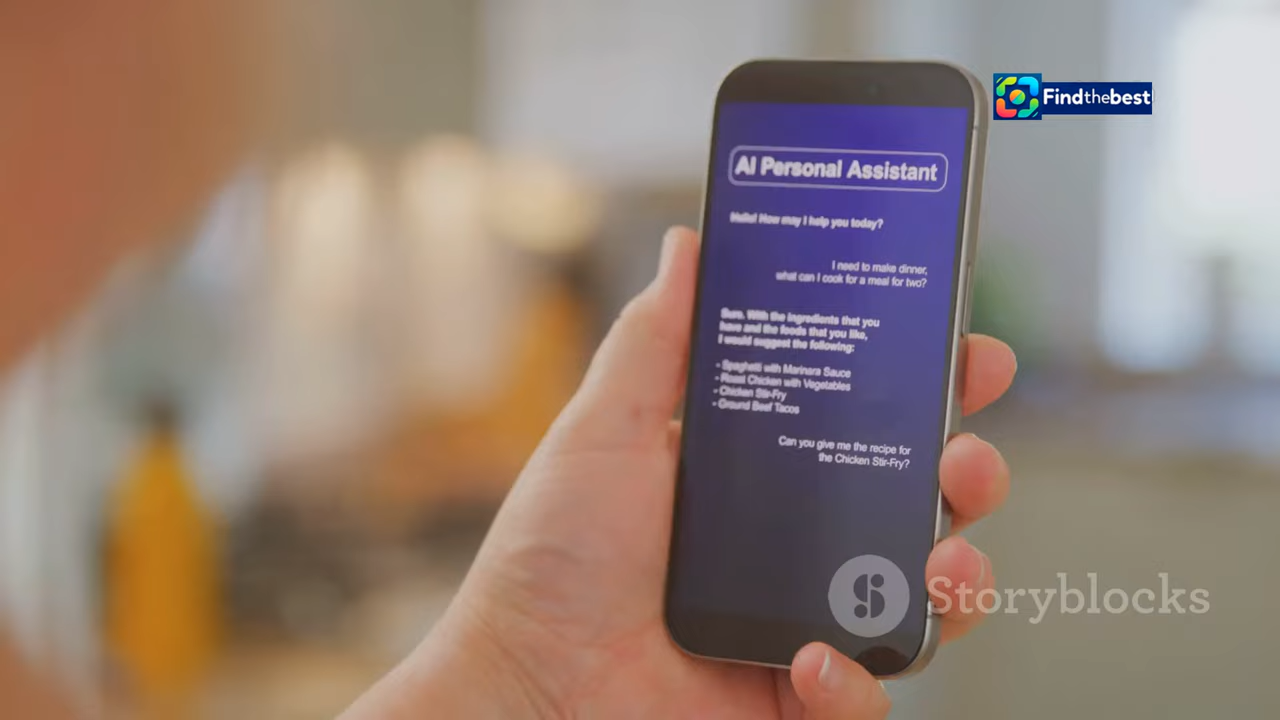 Findthebest
AI Personal Assistant
Hello! How may I help you today?
I need to make dinner,
what can I cook for a meal for two?
Sure. With the ingredients that you
have and the foods that you like,
I would suggest the following:
- Spaghetti with Marinara Sauce
- Roast Chicken with Vegetables
- Chicken Stir-Fry
- Ground Beef Tacos
Can you give me the recipe for
the Chicken Stir-Fry?
Storyblocks